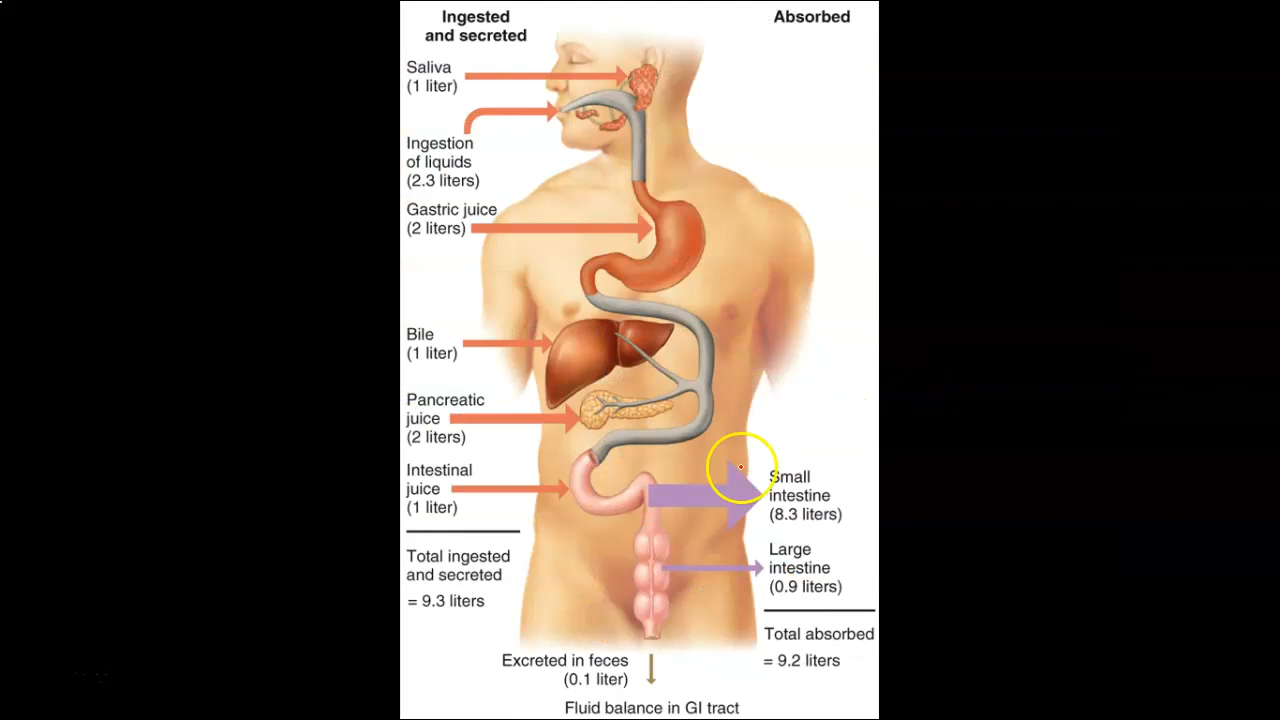 Ingested
and secreted
Absorbed
Saliva
(1 liter)
Ingestion
of liquids
(2.3 liters)
Gastric juice
(2 liters)
Bile
(1 liter)
Pancreatic
juice
(2 liters)
Intestinal
juice
(1 liter)
Total ingested
and secreted
= 9.3 liters
Small
intestine
(8.3 liters)
Large
intestine
(0.9 liters)
Total absorbed
= 9.2 liters
Excreted in feces
(0.1 liter)
Fluid balance in GI tract